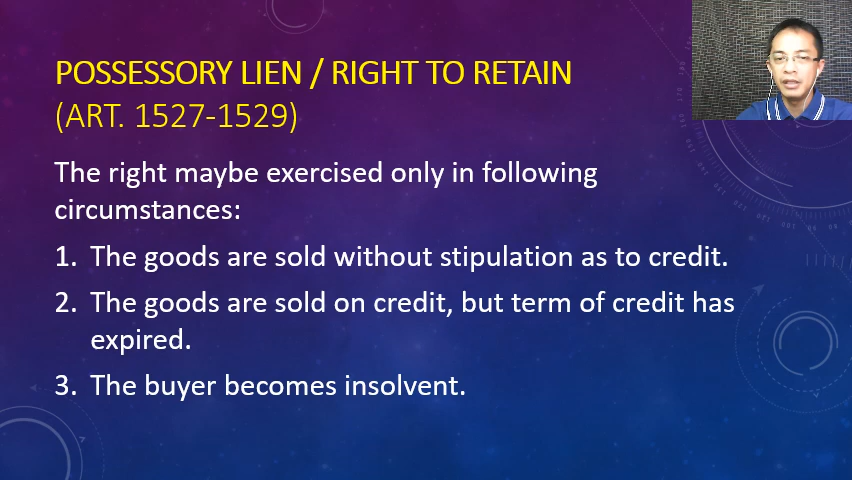 POSSESSORY LIEN / RIGHT TO RETAIN
(ART. 1527-1529)
The right maybe exercised only in following
circumstances:
1. The goods are sold without stipulation as to credit.
2. The goods are sold on credit, but term of credit has
expired.
3. The buyer becomes insolvent.